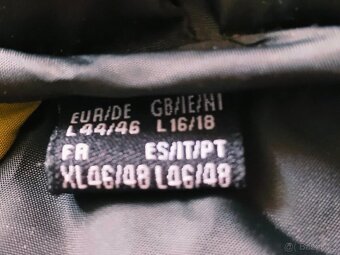 EUR/DE GB/IE/NI
L44/46 L16/18
FR ES/IT/PT
XL46/48 L46/48